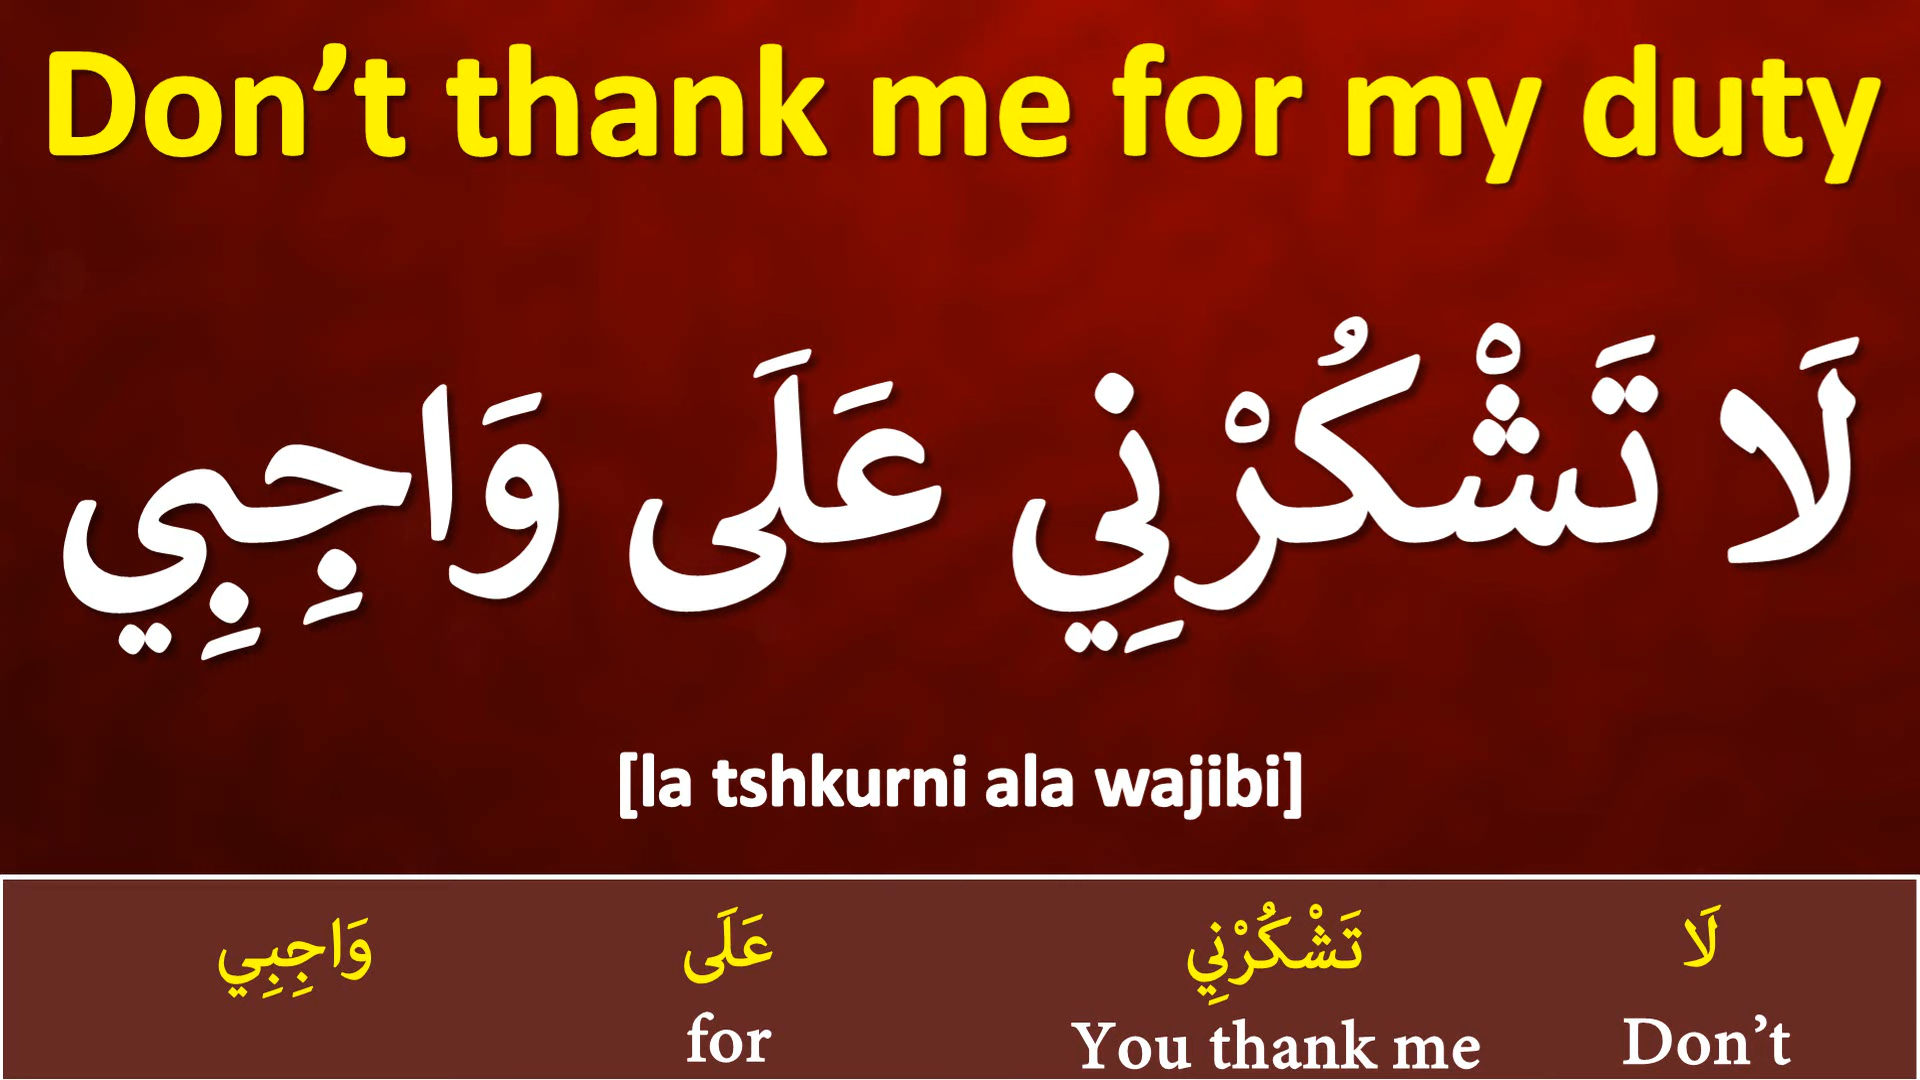 Don’t thank me for my duty
لَا تَشْكُرْنِي عَلَى وَاجِبِي
[la tshkurni ala wajibi]
لَا تَشْكُرْنِي عَلَى وَاجِبِي
Don’t You thank me for